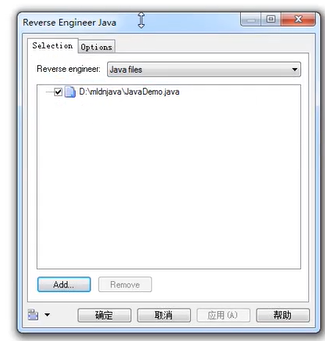 Reverse Engineer Java
Selection Options
Reverse engineer: Java files
D:\mldnjava\JavaDemo.java
Add... Remove
确定 取消 应用(A) 帮助